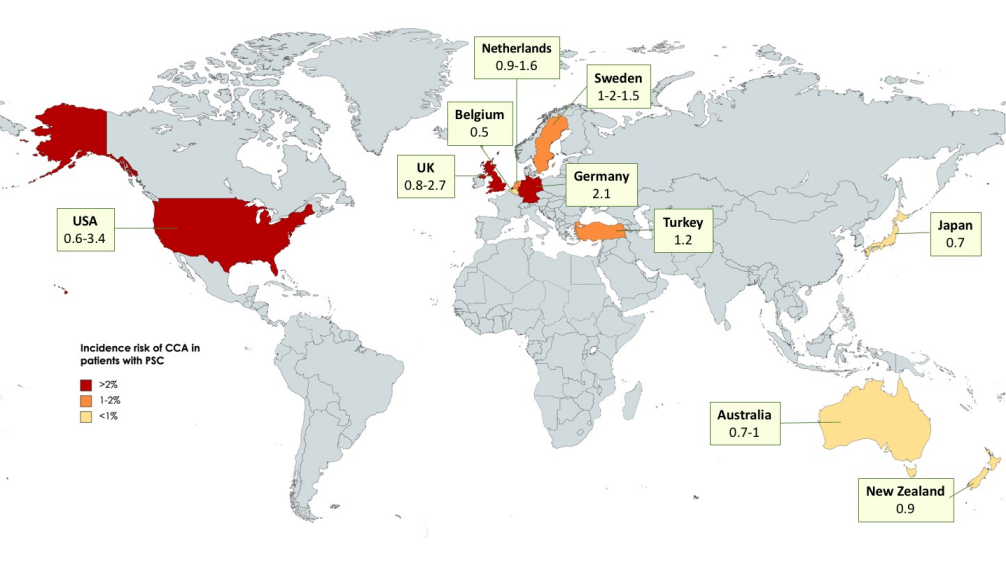 Netherlands
0.9-1.6
Sweden
1-2-1.5
Belgium
0.5
UK
0.8-2.7
Germany
2.1
USA
0.6-3.4
Turkey
1.2
Japan
0.7
Incidence risk of CCA in
patients with PSC
>2%
1-2%
<1%
Australia
0.7-1
New Zealand
0.9